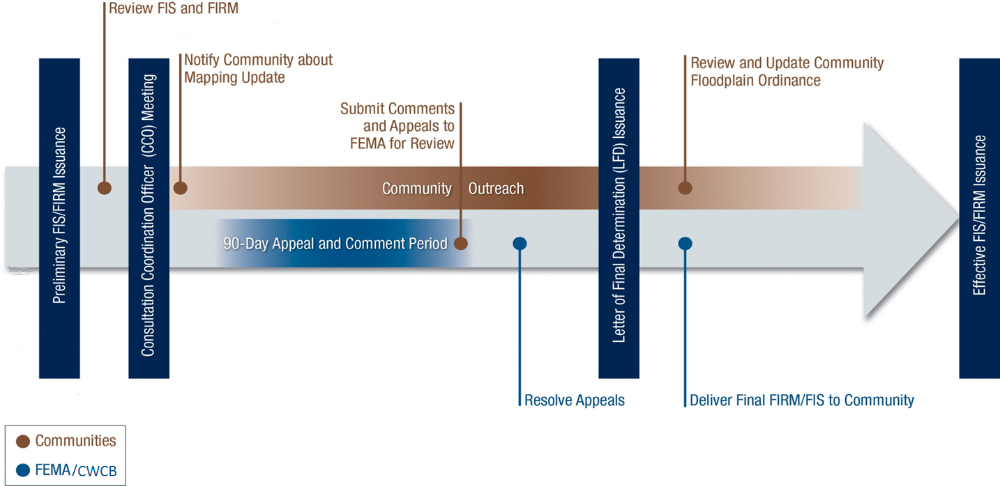 Review FIS and FIRM
Notify Community about
Mapping Update
Review and Update Community
Floodplain Ordinance
Submit Comments
and Appeals to
FEMA for Review
Preliminary FIS/FIRM Issuance
Consultation Coordination Officer (CCO) Meeting
Letter of Final Determination (LFD) Issuance
Effective FIS/FIRM Issuance
Community Outreach
90-Day Appeal and Comment Period
Resolve Appeals
Deliver Final FIRM/FIS to Community
Communities
FEMA/CWCB